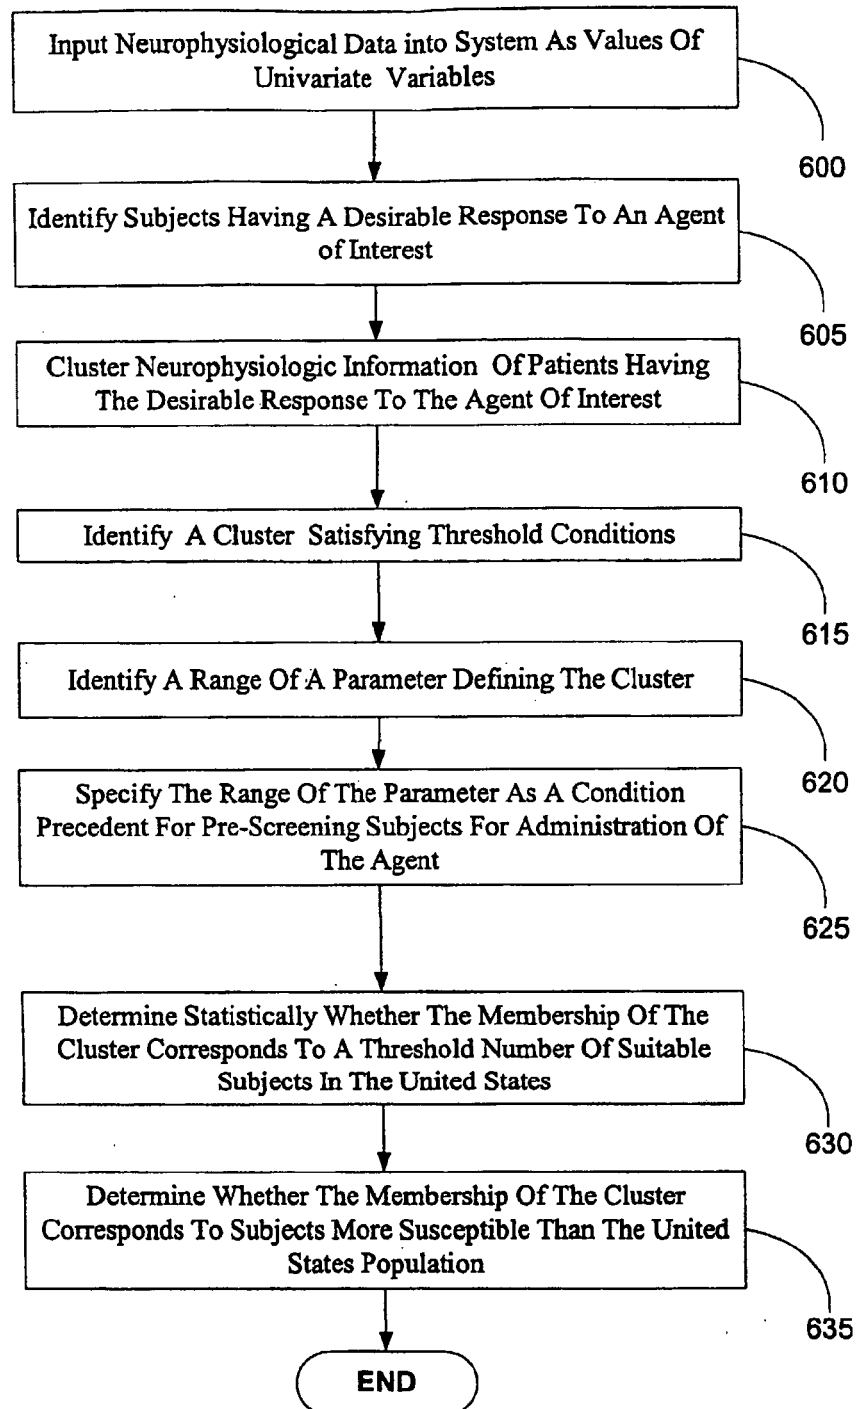 Input Neurophysiological Data into System As Values Of
Univariate Variables
600
Identify Subjects Having A Desirable Response To An Agent
of Interest
605
Cluster Neurophysiologic Information Of Patients Having
The Desirable Response To The Agent Of Interest
610
Identify A Cluster Satisfying Threshold Conditions
615
Identify A Range Of A Parameter Defining The Cluster
620
Specify The Range Of The Parameter As A Condition
Precedent For Pre-Screening Subjects For Administration Of
The Agent
625
Determine Statistically Whether The Membership Of The
Cluster Corresponds To A Threshold Number Of Suitable
Subjects In The United States
630
Determine Whether The Membership Of The Cluster
Corresponds To Subjects More Susceptible Than The United
States Population
635
END